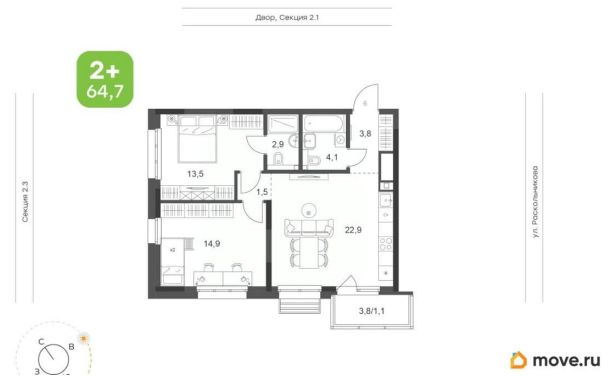 Двор, Секция 2.1
2+
64,7
Секция 2.3
ул. Раскольникова
б
3,8
2,9
4,1
13,5
1,5
22,9
14,9
3,8/1,1
С
В
З
move.ru